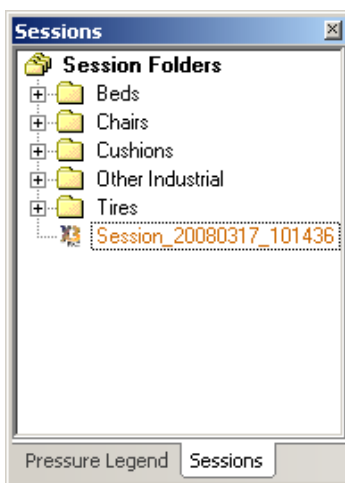 Sessions
Session Folders
Beds
Chairs
Cushions
Other Industrial
Tires
Session_20080317_101436
Pressure Legend Sessions